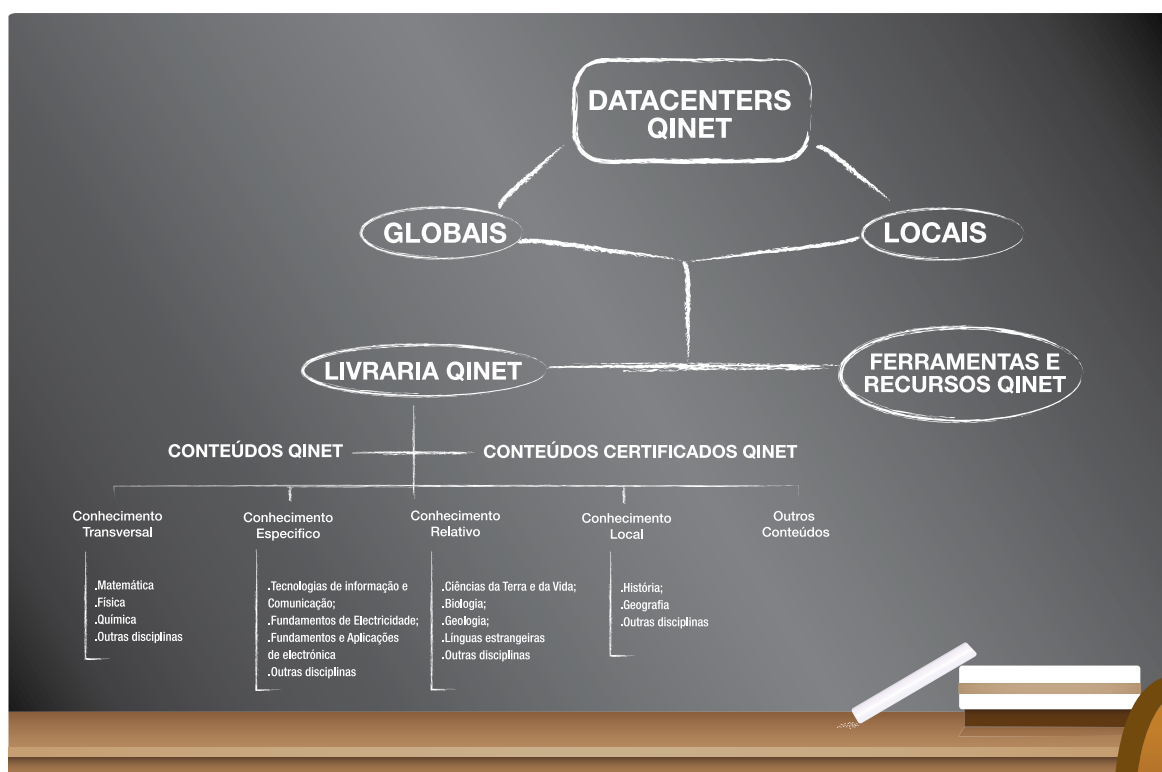 DATACENTERS
QINET
GLOBAIS
LOCAIS
LIVRARIA QINET
FERRAMENTAS E
RECURSOS QINET
CONTEÚDOS QINET
CONTEÚDOS CERTIFICADOS QINET
Conhecimento
Transversal
.Matemática
.Física
.Química
.Outras disciplinas
Conhecimento
Especifico
.Tecnologias de informação e
Comunicação;
.Fundamentos de Electricidade;
.Fundamentos e Aplicações
de electrónica
.Outras disciplinas
Conhecimento
Relativo
.Ciências da Terra e da Vida;
.Biologia;
.Geologia;
.Línguas estrangeiras
.Outras disciplinas
Conhecimento
Local
.História;
.Geografia
.Outras disciplinas
Outros
Conteúdos